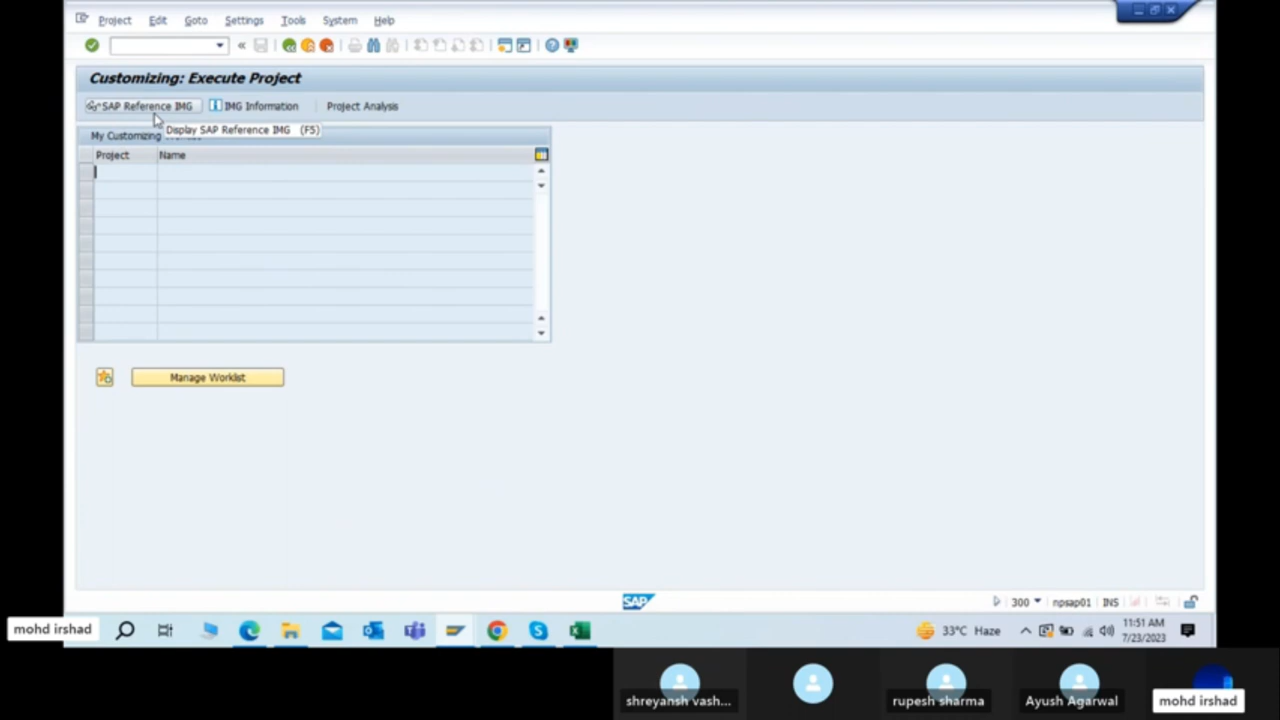 Project Edit Goto Settings Tools System Help
Customizing: Execute Project
SAP Reference IMG IMG Information Project Analysis
Display SAP Reference IMG (F5)
My Customizing
Project Name
Manage Worklist
SAP
300 npsap01 INS
mohd irshad
33°C Haze
11:51 AM
7/23/2023
shreyansh vash... rupesh sharma Ayush Agarwal mohd irshad